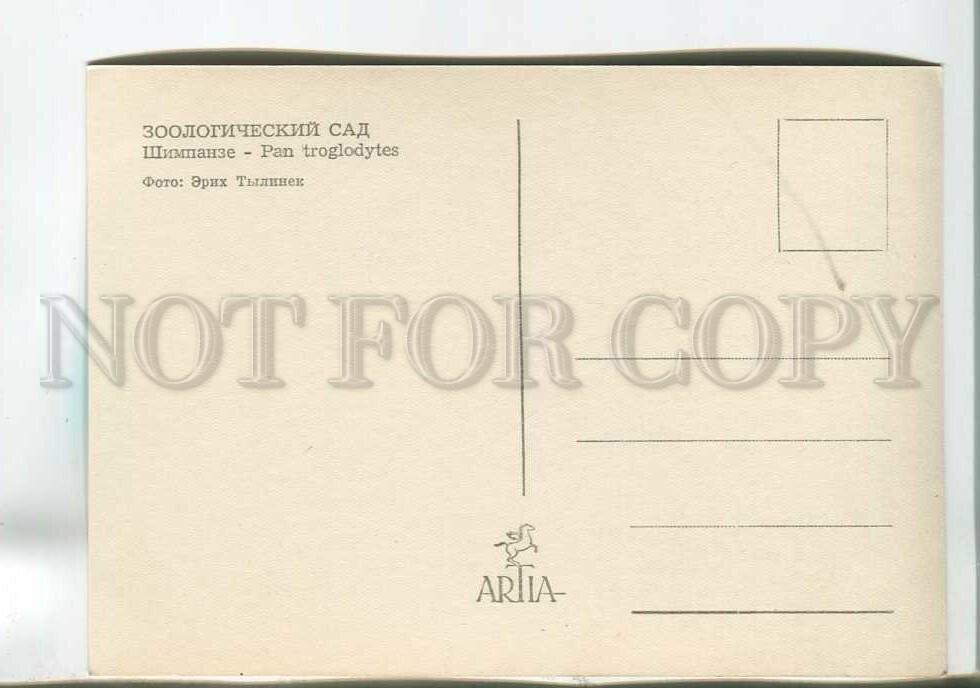 ЗООЛОГИЧЕСКИЙ САД
Шимпанзе - Pan troglodytes
Фото: Эрих Тылинек
NOT FOR COPY
ARTIA